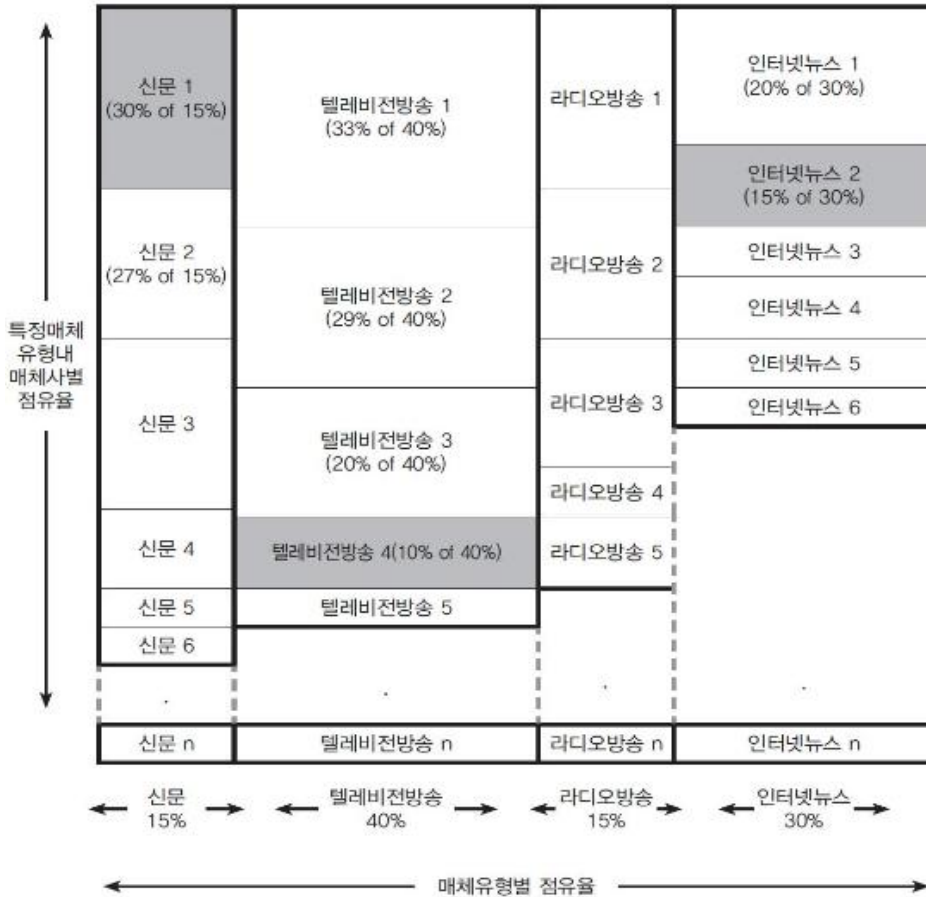 특정매체
유형내
매체사별
점유율
신문 1
(30% of 15%)
신문 2
(27% of 15%)
신문 3
신문 4
신문 5
신문 6
신문 n
텔레비전방송 1
(33% of 40%)
텔레비전방송 2
(29% of 40%)
텔레비전방송 3
(20% of 40%)
텔레비전방송 4(10% of 40%)
텔레비전방송 5
텔레비전방송 n
라디오방송 1
라디오방송 2
라디오방송 3
라디오방송 4
라디오방송 5
라디오방송 n
인터넷뉴스 1
(20% of 30%)
인터넷뉴스 2
(15% of 30%)
인터넷뉴스 3
인터넷뉴스 4
인터넷뉴스 5
인터넷뉴스 6
인터넷뉴스 n
신문
15%
텔레비전방송
40%
라디오방송
15%
인터넷뉴스
30%
매체유형별 점유율